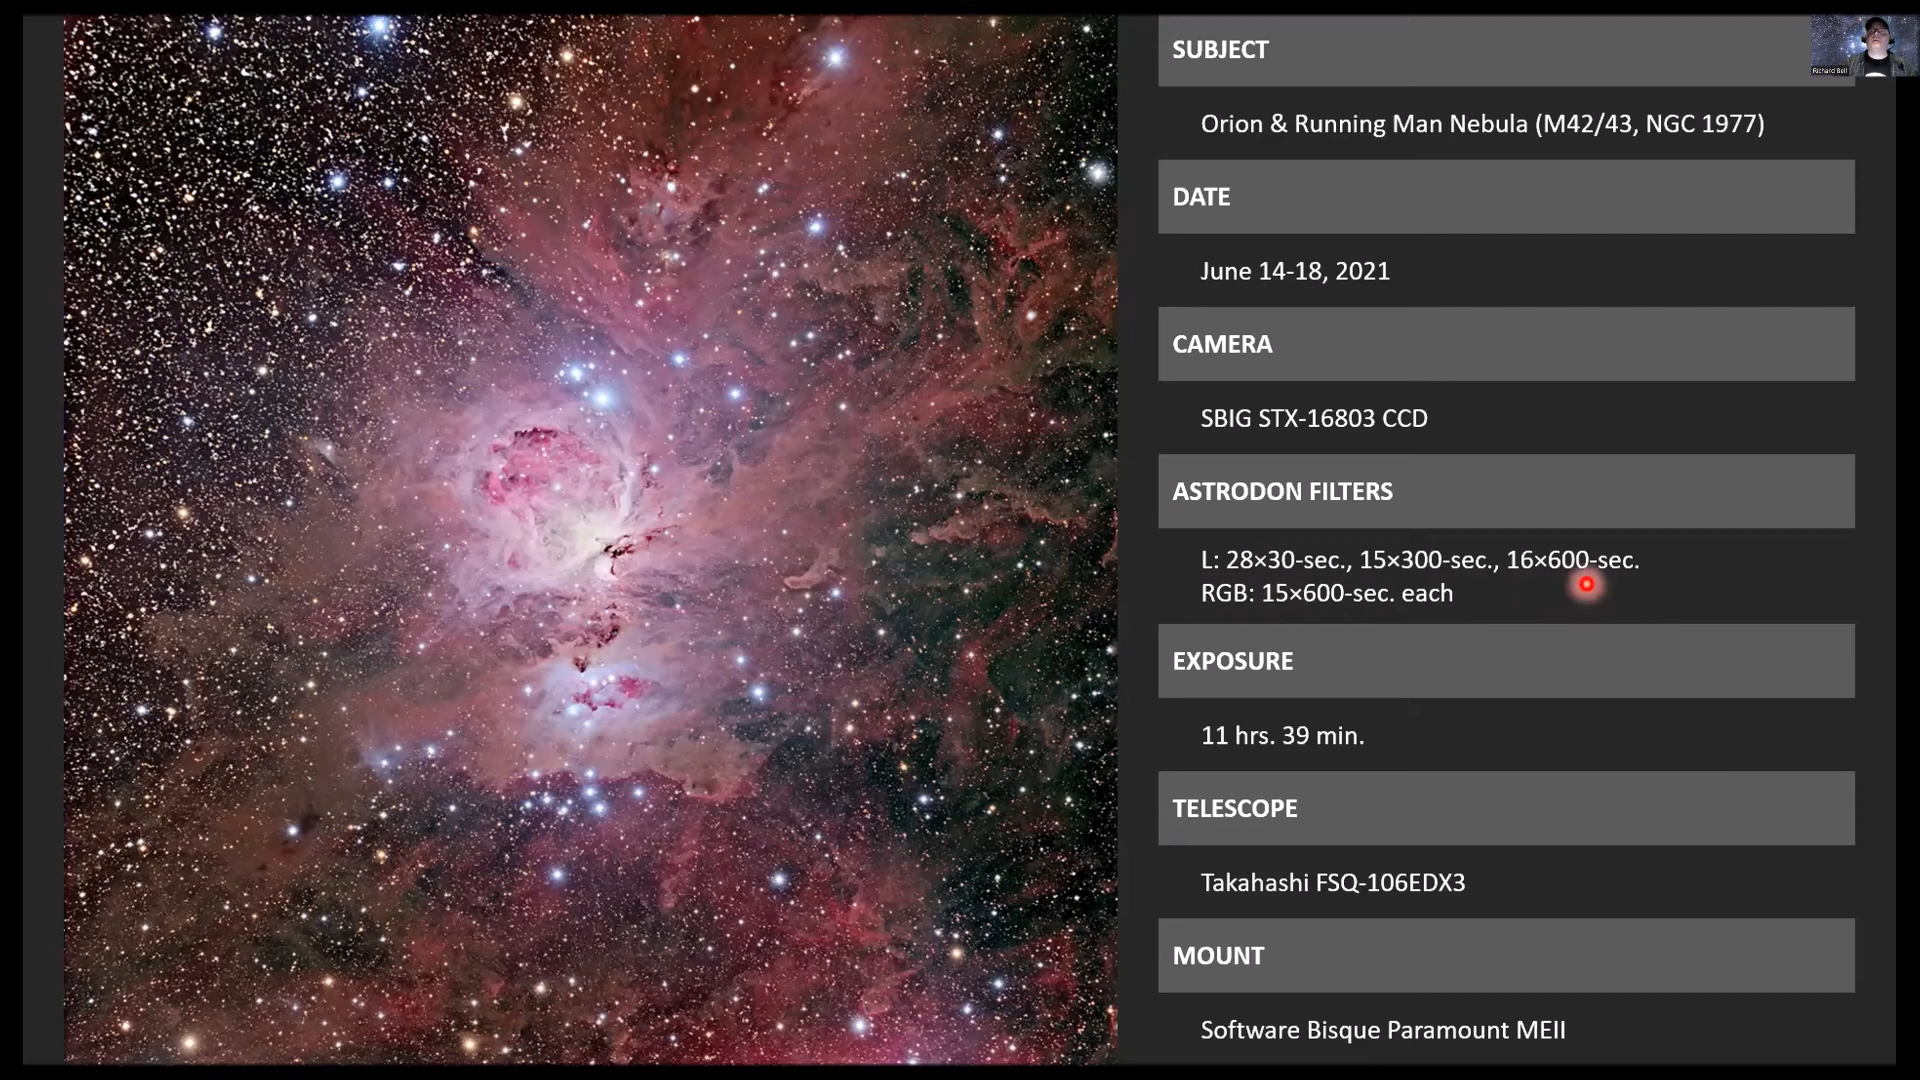 SUBJECT
Richard Bell
Orion & Running Man Nebula (M42/43, NGC 1977)
DATE
June 14-18, 2021
CAMERA
SBIG STX-16803 CCD
ASTRODON FILTERS
L: 28×30-sec., 15×300-sec., 16×600-sec.
RGB: 15×600-sec. each
EXPOSURE
11 hrs. 39 min.
TELESCOPE
Takahashi FSQ-106EDX3
MOUNT
Software Bisque Paramount MEII